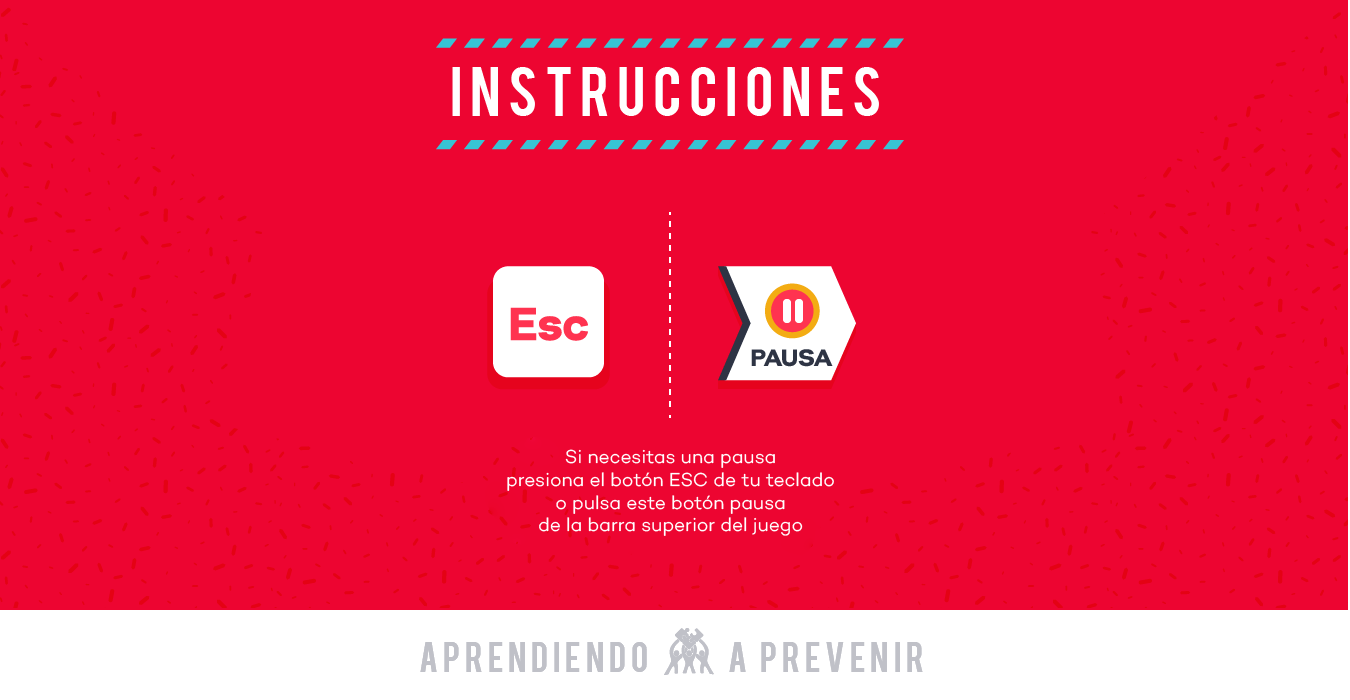 INSTRUCCIONES
Esc
PAUSA
Si necesitas una pausa
presiona el botón ESC de tu teclado
o pulsa este botón pausa
de la barra superior del juego
APRENDIENDO A PREVENIR